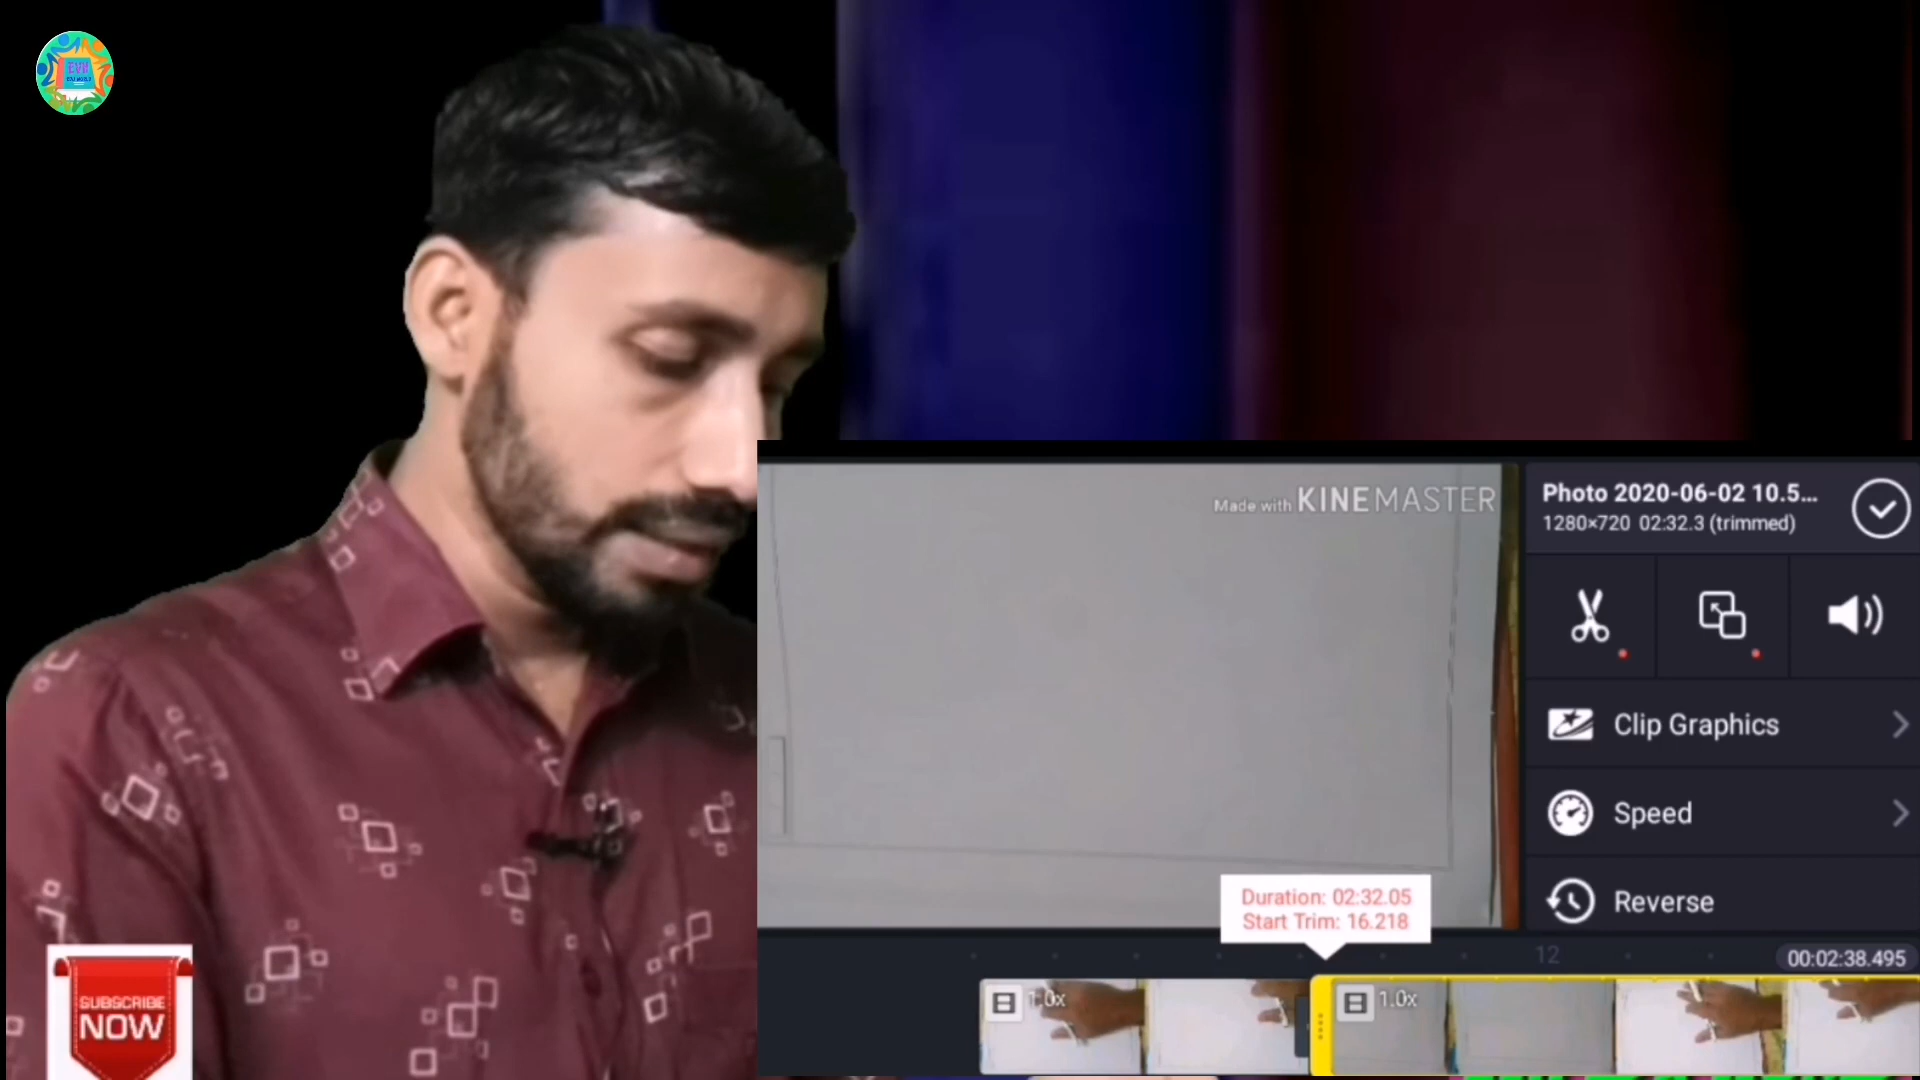 EVH
Made with KINEMASTER
Photo 2020-06-02 10.5...
1280×720 02:32.3 (trimmed)
Clip Graphics
Speed
Reverse
Duration: 02:32.05
Start Trim: 16.218
12
00:02:38.495
1.0x
1.0x
SUBSCRIBE
NOW